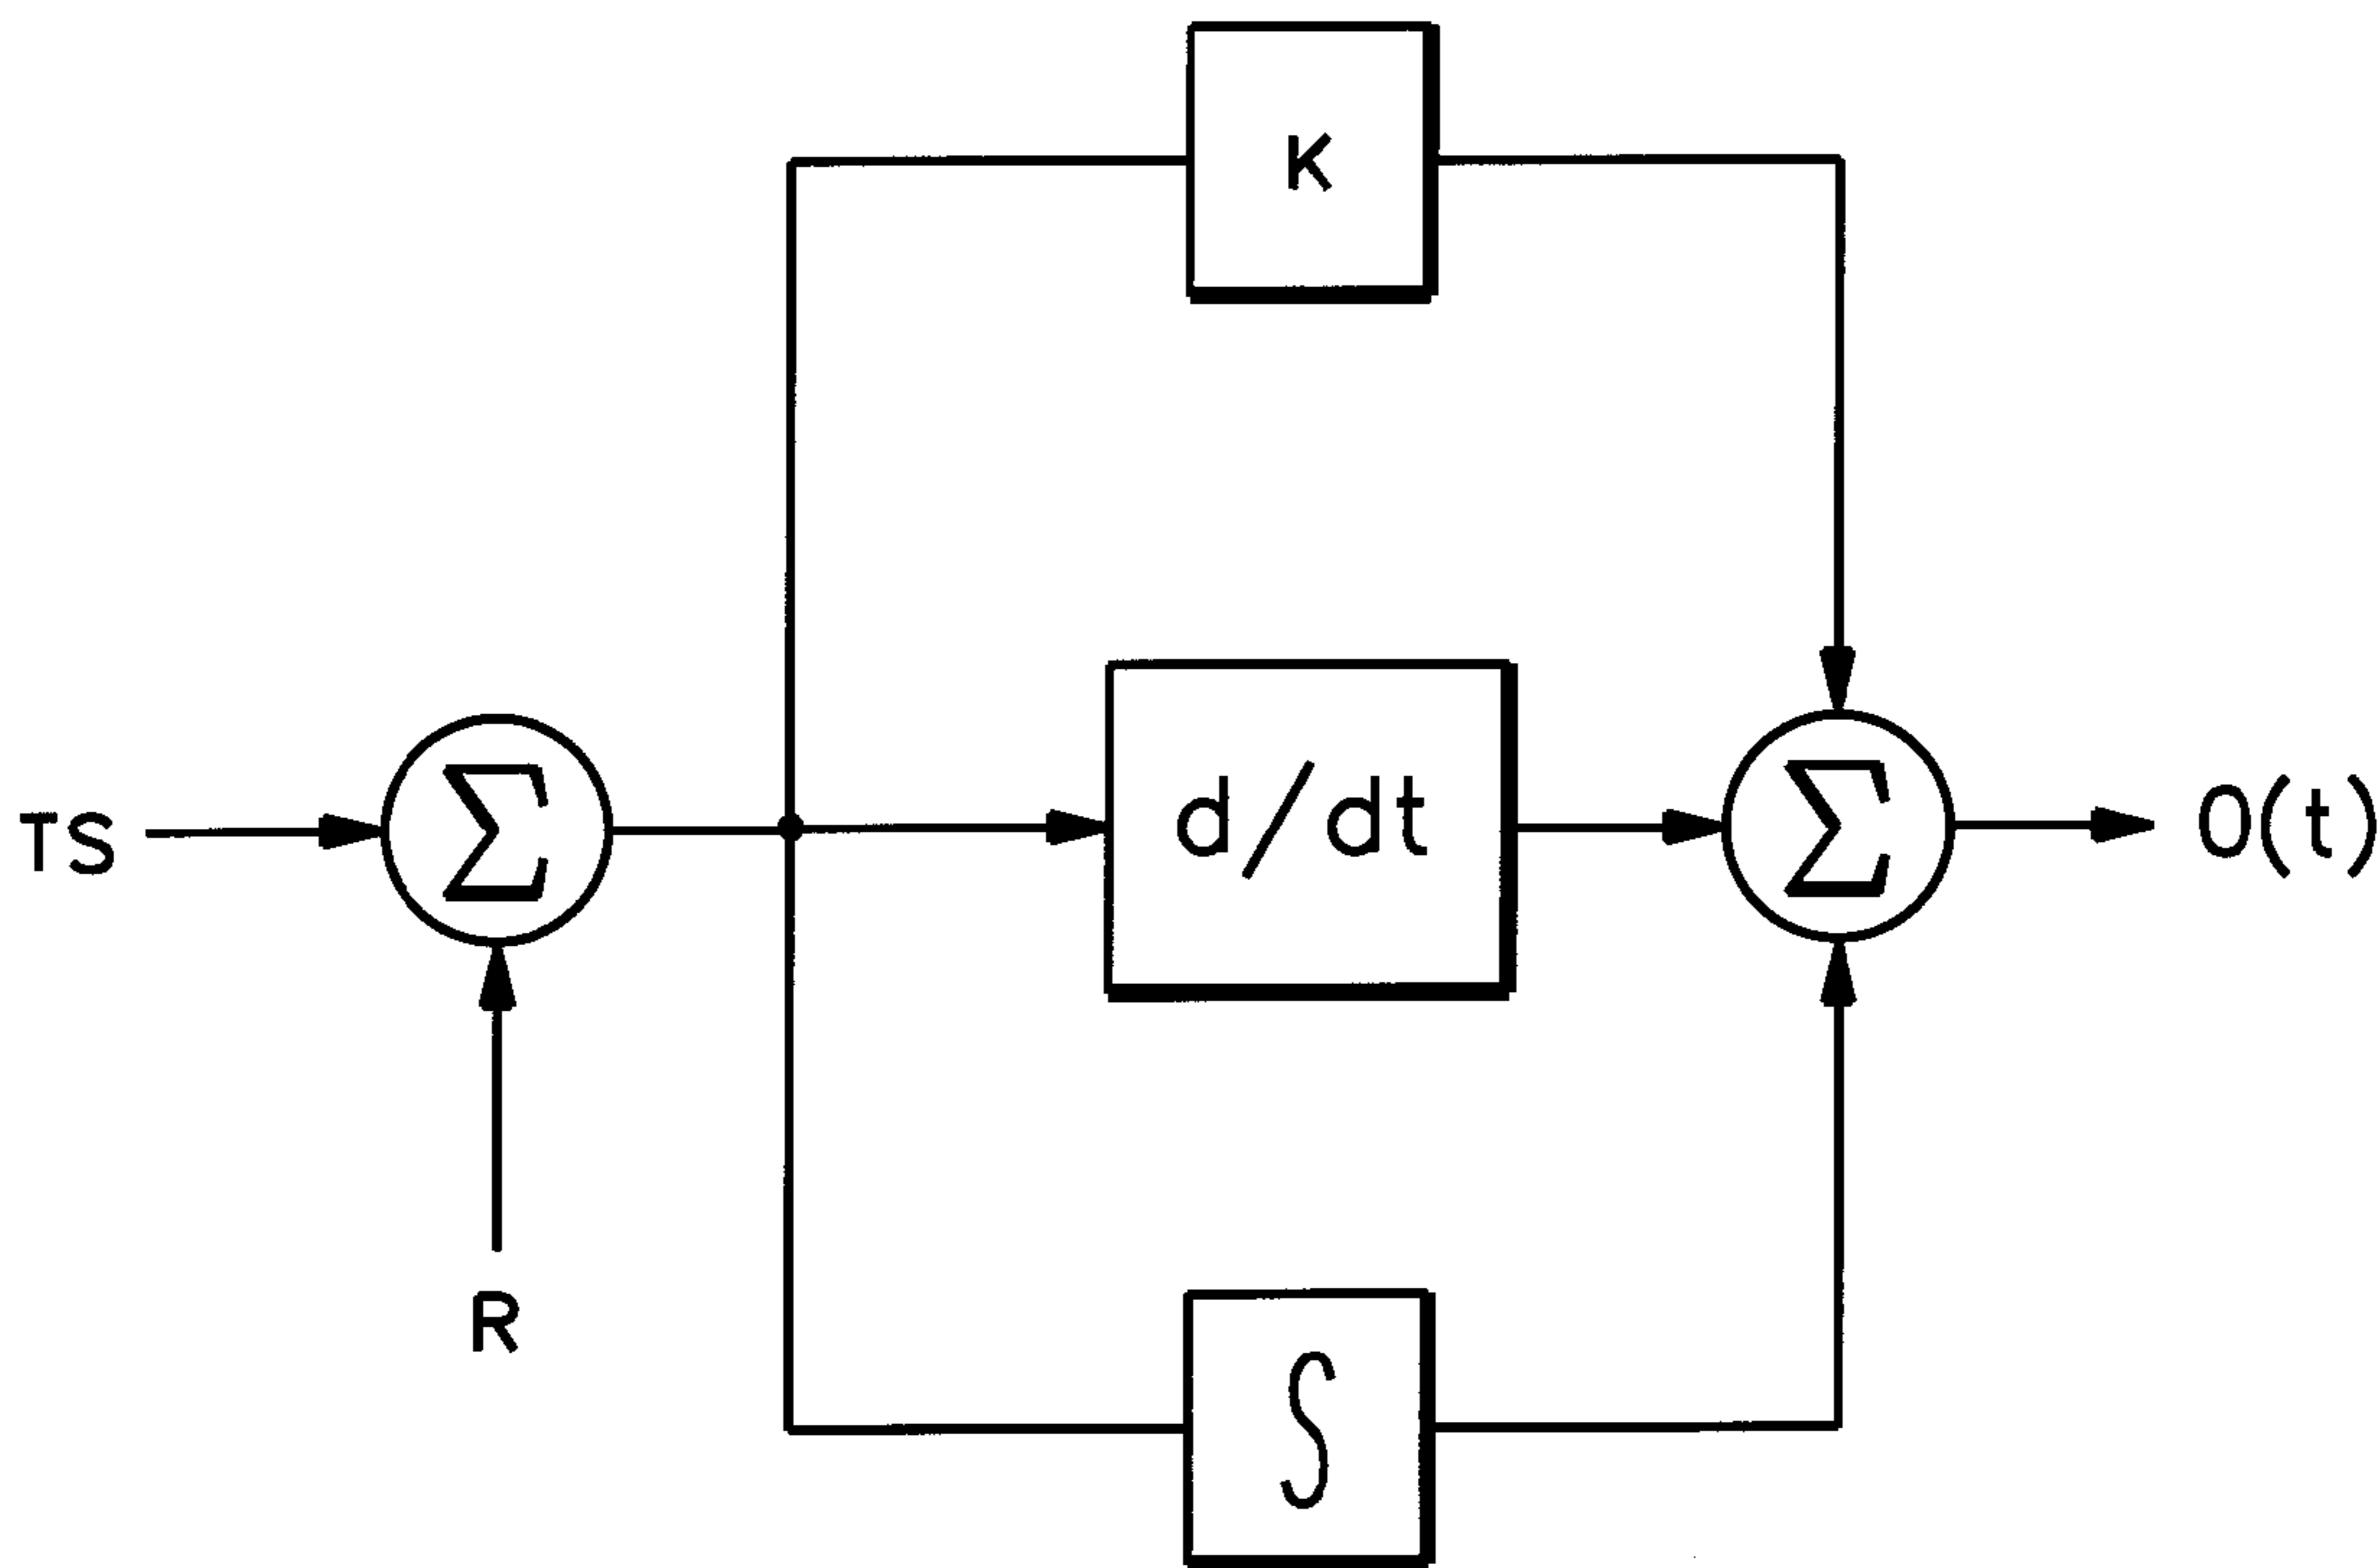 K
TS
Σ
d/dt
Σ
O(t)
R
∫